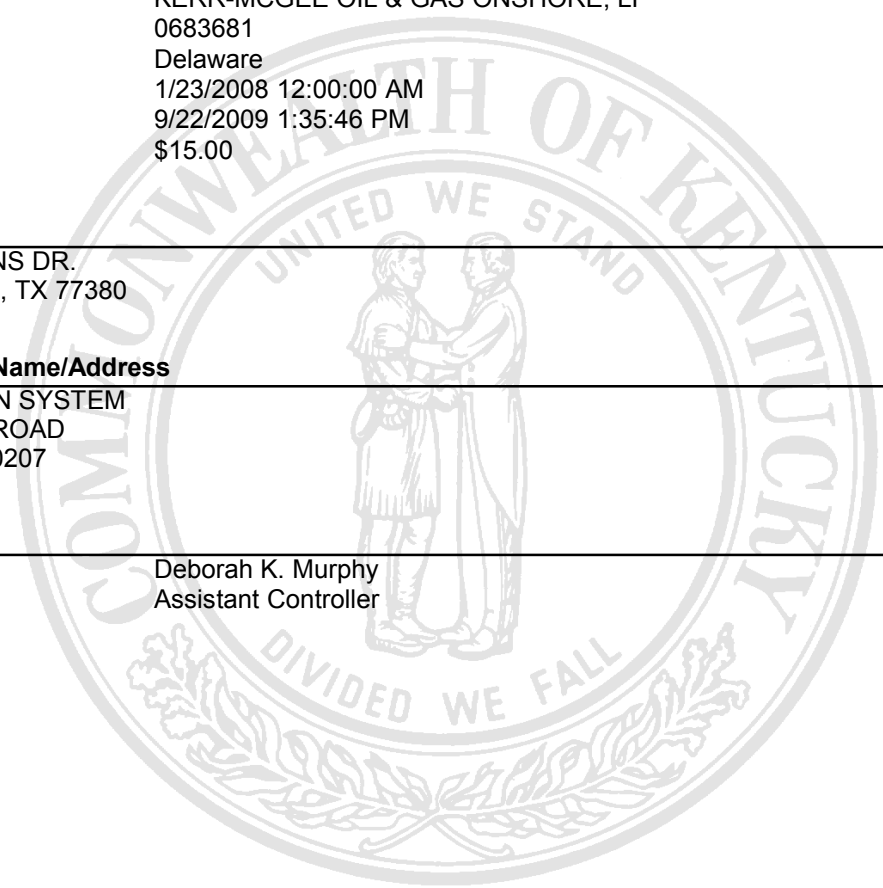 KERR-MCGEE OIL & GAS ONSHORE, LP
0683681
Delaware
1/23/2008 12:00:00 AM
9/22/2009 1:35:46 PM
$15.00
NS DR.
, TX 77380
Name/Address
N SYSTEM
ROAD
0207
Deborah K. Murphy
Assistant Controller
COMMONWEALTH OF KENTUCKY
UNITED WE STAND
DIVIDED WE FALL